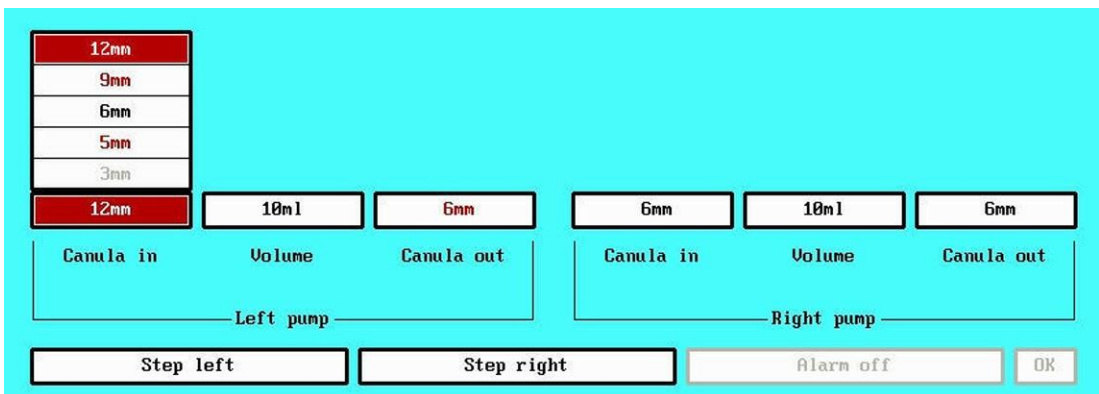 12mm
9mm
6mm
5mm
3mm
12mm 10ml 6mm 6mm 10ml 6mm
Canula in Volume Canula out Canula in Volume Canula out
Left pump Right pump
Step left Step right Alarm off OK